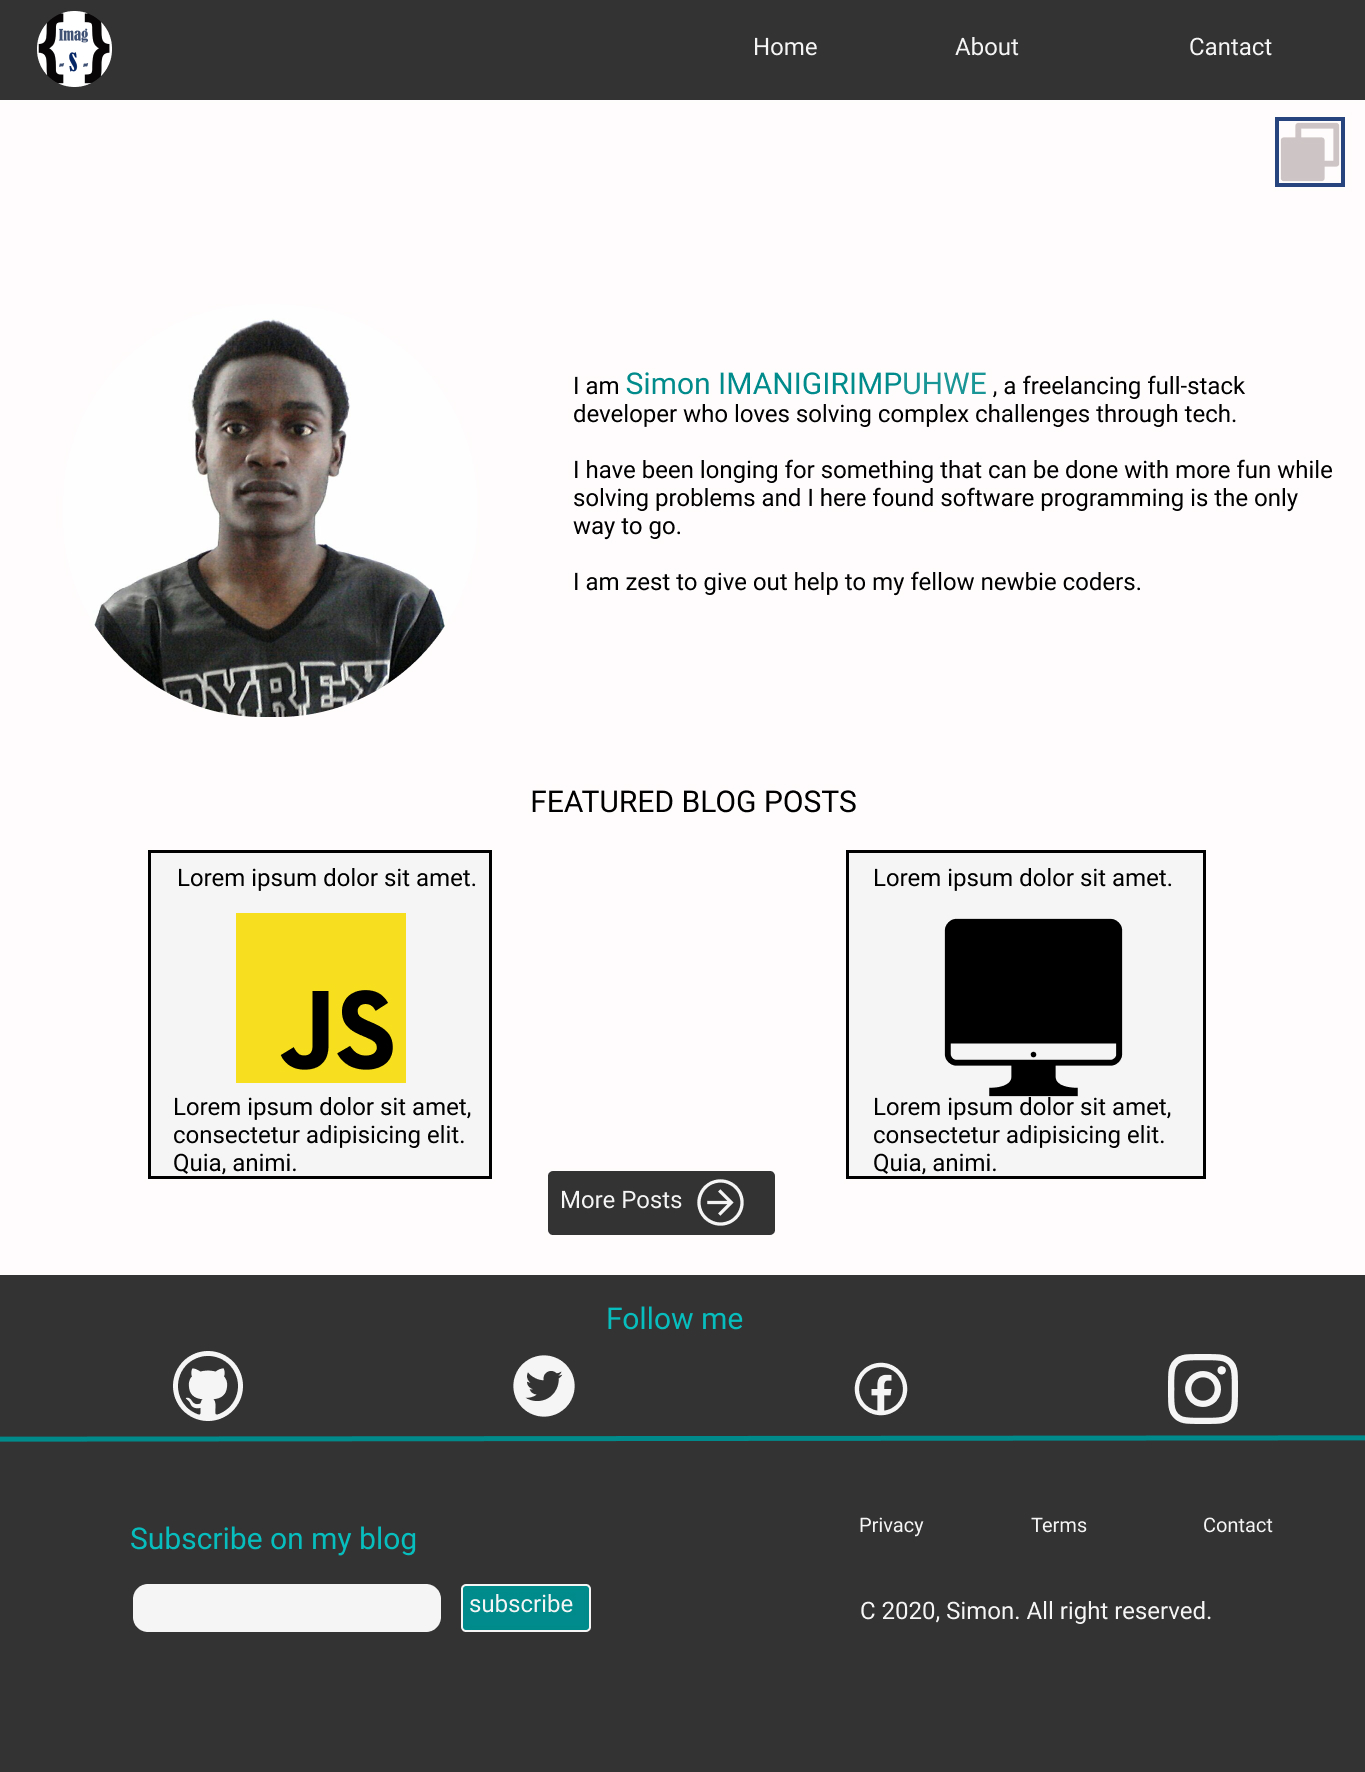 Imag
- S -
Home About Cantact
I am Simon IMANIGIRIMPUHWE , a freelancing full-stack
developer who loves solving complex challenges through tech.
I have been longing for something that can be done with more fun while
solving problems and I here found software programming is the only
way to go.
I am zest to give out help to my fellow newbie coders.
PYREX
FEATURED BLOG POSTS
Lorem ipsum dolor sit amet.
JS
Lorem ipsum dolor sit amet,
consectetur adipisicing elit.
Quia, animi.
Lorem ipsum dolor sit amet.
Lorem ipsum dolor sit amet,
consectetur adipisicing elit.
Quia, animi.
More Posts
Follow me
Subscribe on my blog
subscribe
Privacy Terms Contact
C 2020, Simon. All right reserved.